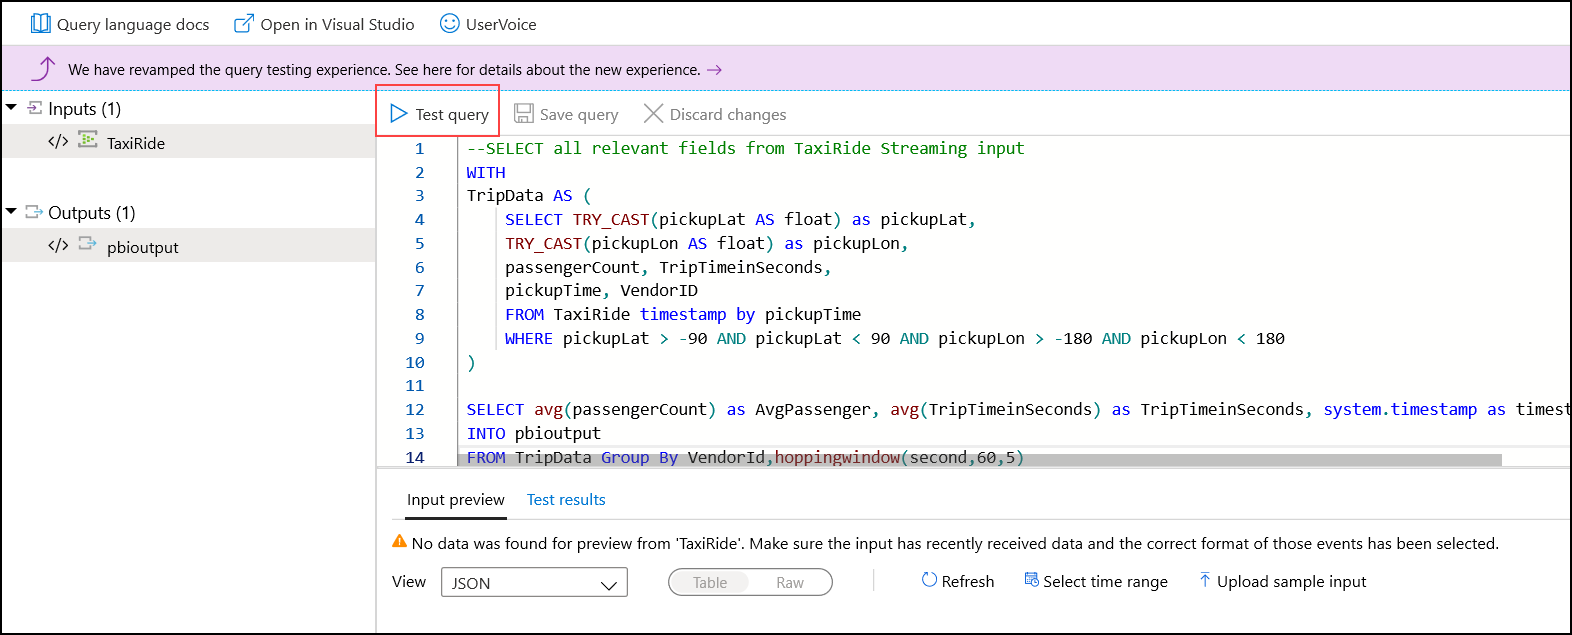 Query language docs Open in Visual Studio UserVoice
We have revamped the query testing experience. See here for details about the new experience. →
Inputs (1)
</> TaxiRide
Outputs (1)
</> pbioutput
Test query Save query Discard changes
1 --SELECT all relevant fields from TaxiRide Streaming input
2 WITH
3 TripData AS (
4 SELECT TRY_CAST(pickupLat AS float) as pickupLat,
5 TRY_CAST(pickupLon AS float) as pickupLon,
6 passengerCount, TripTimeinSeconds,
7 pickupTime, VendorID
8 FROM TaxiRide timestamp by pickupTime
9 WHERE pickupLat > -90 AND pickupLat < 90 AND pickupLon > -180 AND pickupLon < 180
10 )
11
12 SELECT avg(passengerCount) as AvgPassenger, avg(TripTimeinSeconds) as TripTimeinSeconds, system.timestamp as timest
13 INTO pbioutput
14 FROM TripData Group By VendorId,hoppingwindow(second,60,5)
Input preview Test results
No data was found for preview from 'TaxiRide'. Make sure the input has recently received data and the correct format of those events has been selected.
View JSON Table Raw Refresh Select time range Upload sample input